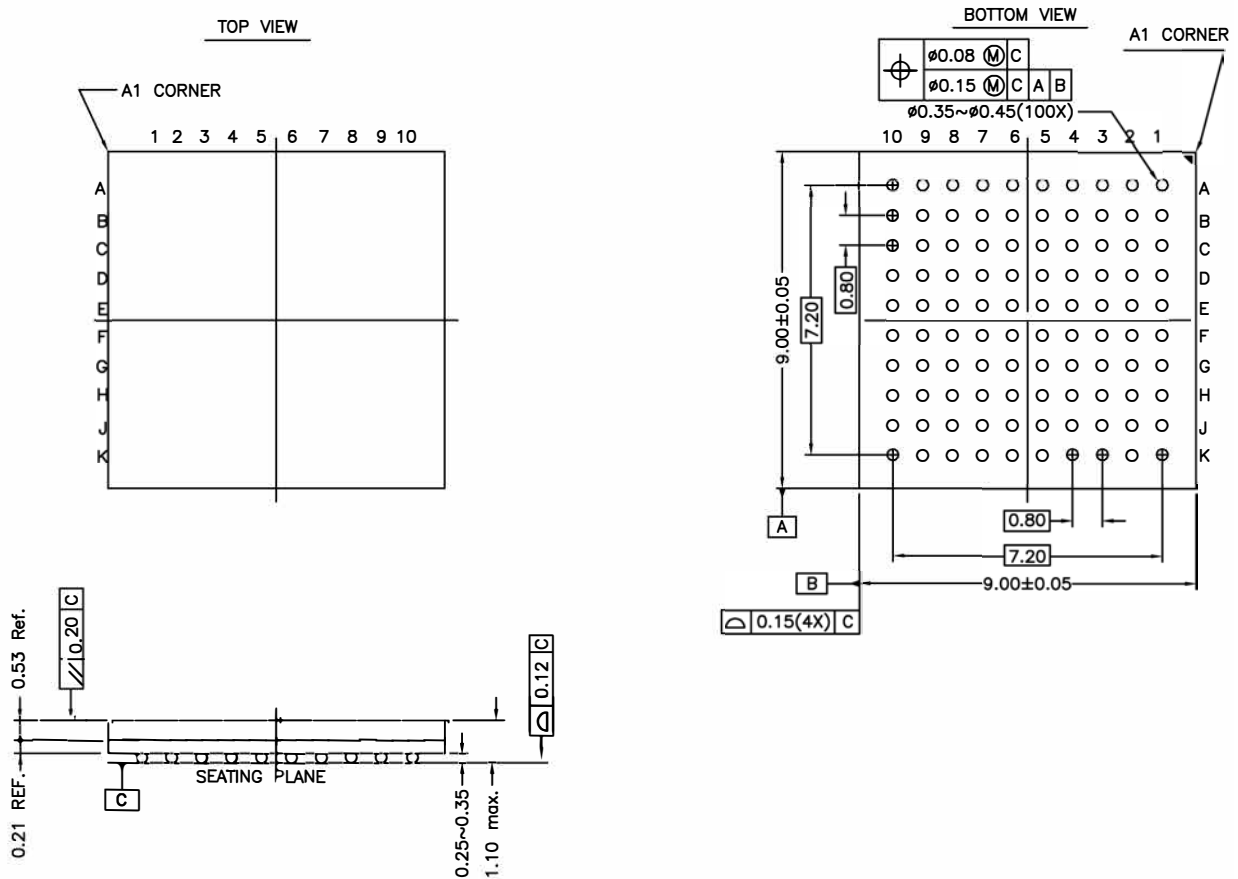 TOP VIEW
A1 CORNER
1 2 3 4 5 6 7 8 9 10
A
B
C
D
E
F
G
H
J
K
BOTTOM VIEW
A1 CORNER
ø0.08 Ⓜ C
ø0.15 Ⓜ C A B
ø0.35~ø0.45(100X)
10 9 8 7 6 5 4 3 2 1
A
B
C
D
E
F
G
H
J
K
9.00±0.05
7.20
0.80
A
0.80
7.20
B
9.00±0.05
0.15(4X) C
0.53 Ref.
// 0.20 C
0.12 C
SEATING PLANE
C
0.21 REF.
0.25~0.35
1.10 max.